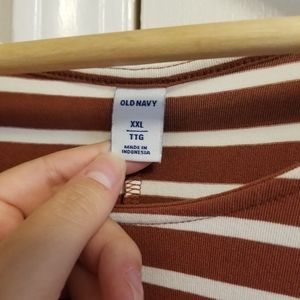 OLD NAVY
XXL
TTG
MADE IN
INDONESIA